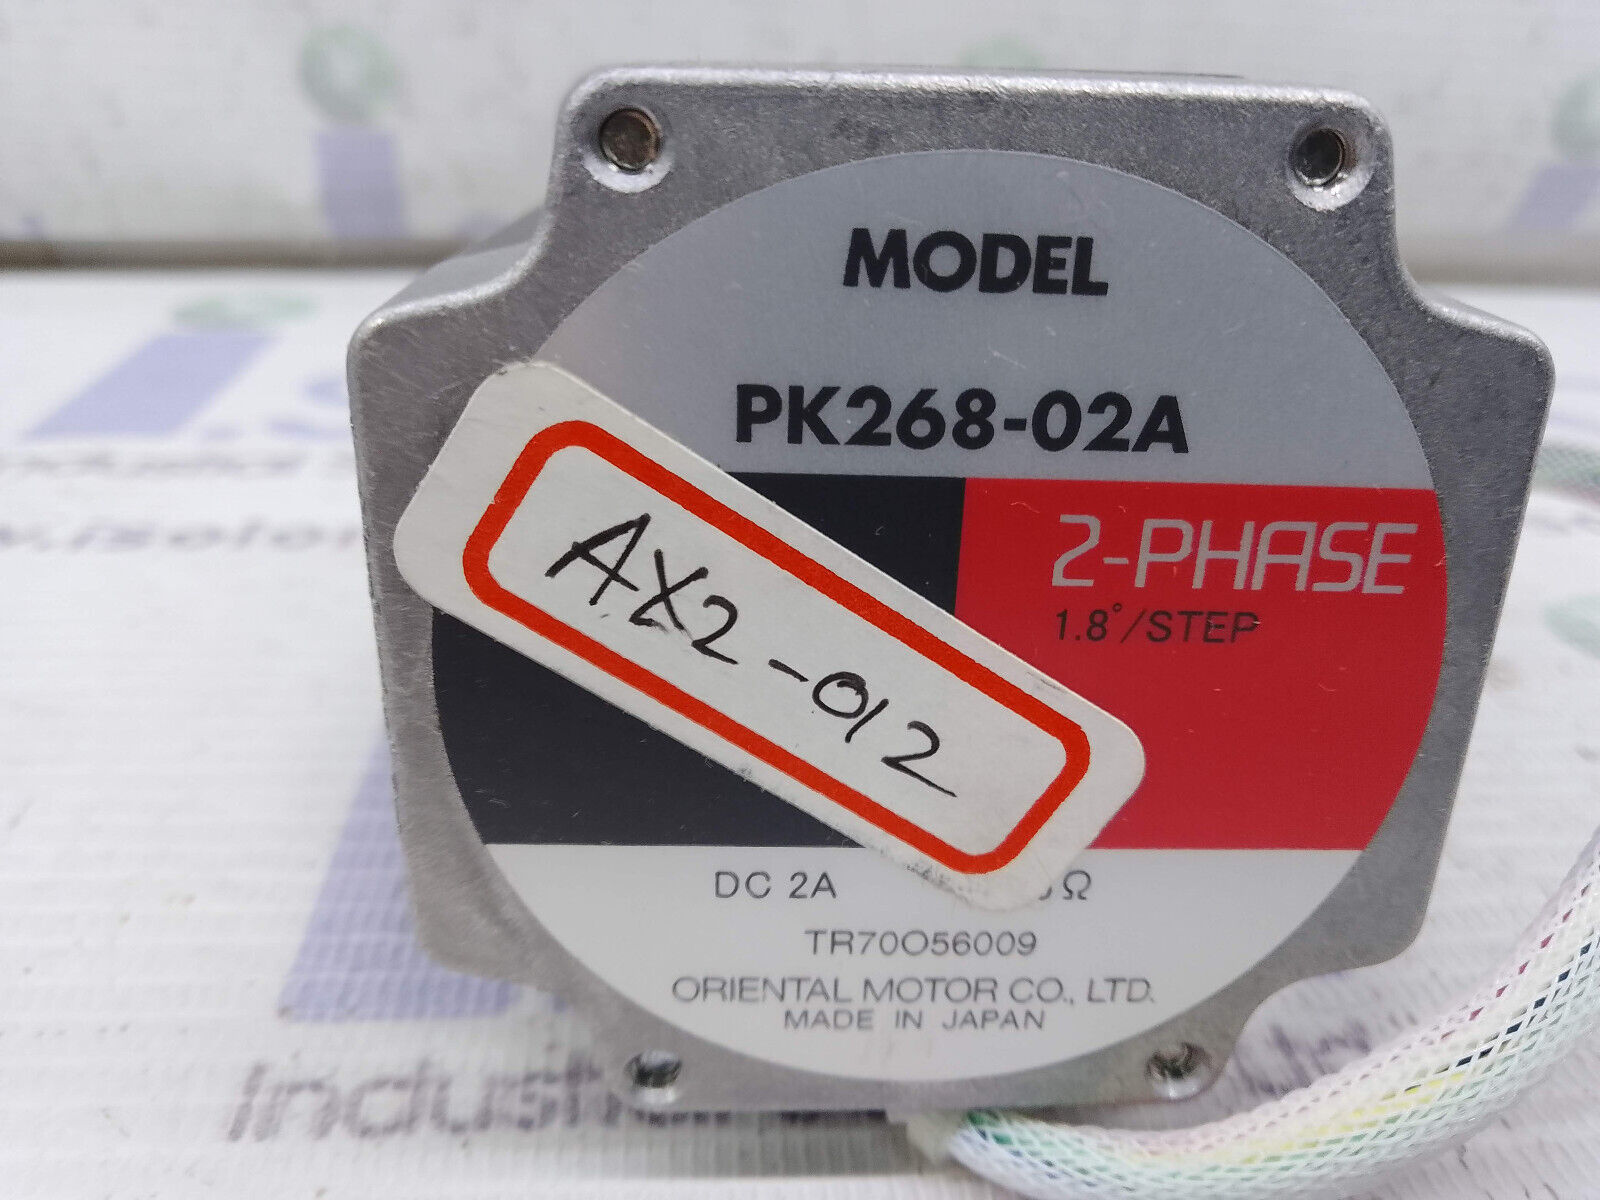 MODEL
PK268-02A
2-PHASE
1.8°/STEP
AX2-012
DC 2A Ω
TR70O56009
ORIENTAL MOTOR CO., LTD.
MADE IN JAPAN